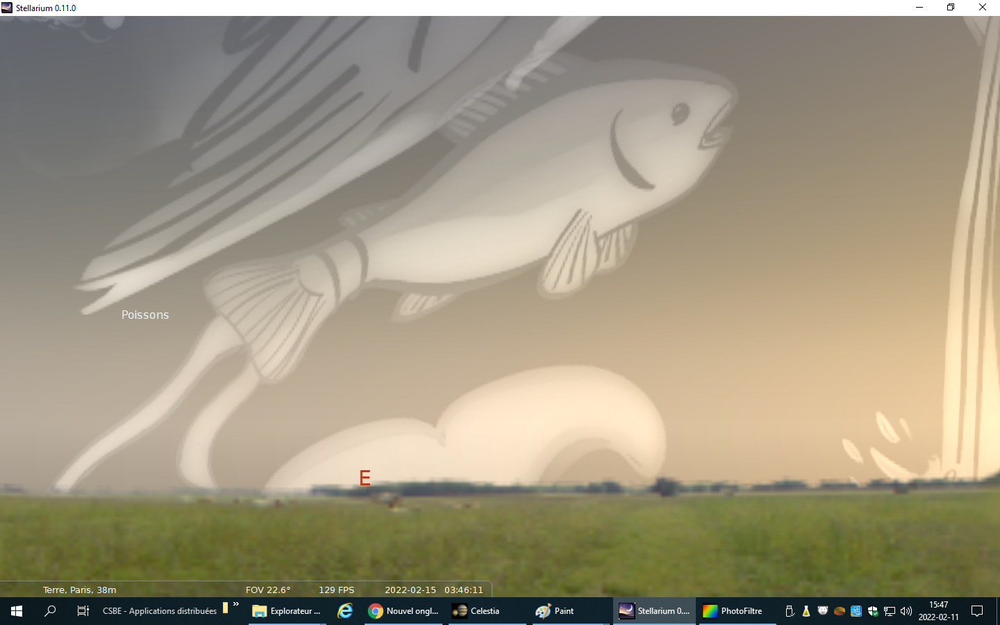 Stellarium 0.11.0
Poissons
E
Terre, Paris, 38m FOV 22.6° 129 FPS 2022-02-15 03:46:11
CSBE - Applications distribuées » Explorateur ... Nouvel ongl... Celestia Paint Stellarium 0.... PhotoFiltre 15:47
2022-02-11